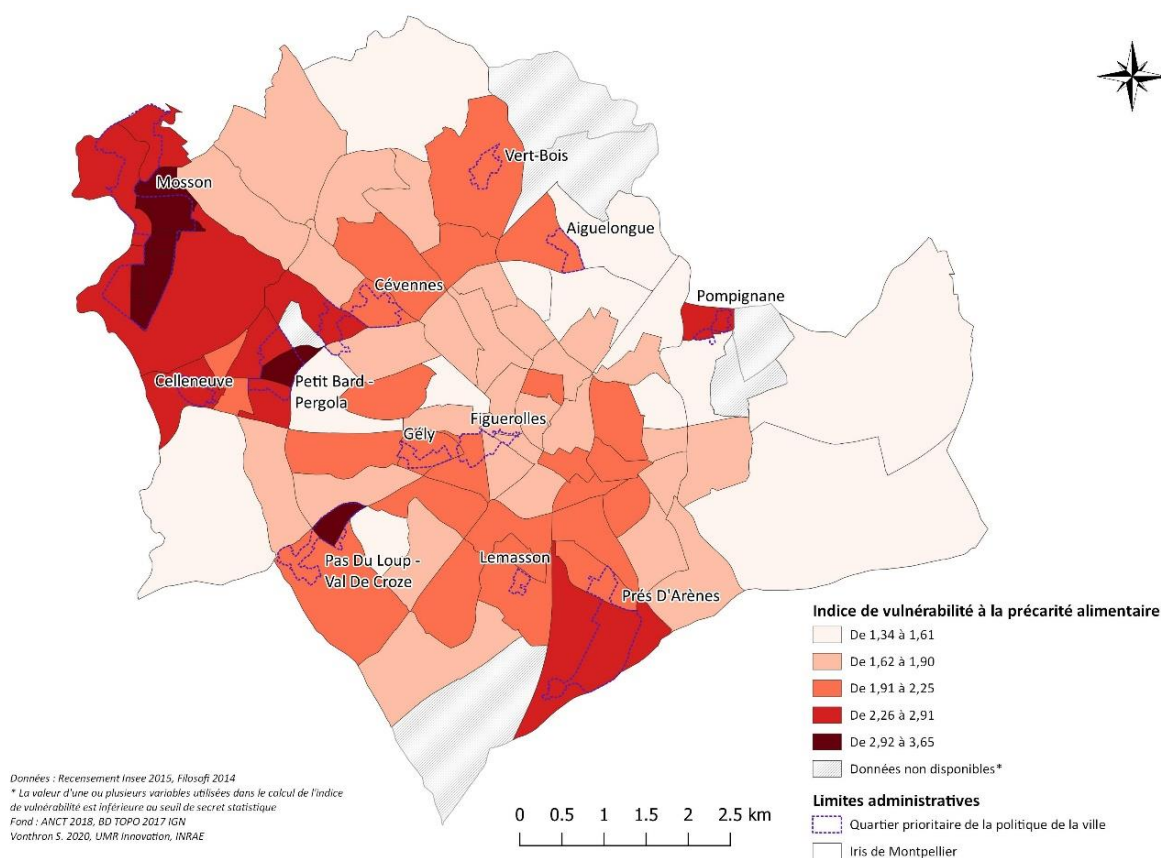 Vert-Bois
Mosson
Aiguelongue
Cévennes
Pompignane
Celleneuve
Petit Bard -
Pergola
Figuerolles
Gély
Pas Du Loup -
Val De Croze
Lemasson
Prés D'Arènes
Indice de vulnérabilité à la précarité alimentaire
De 1,34 à 1,61
De 1,62 à 1,90
De 1,91 à 2,25
De 2,26 à 2,91
De 2,92 à 3,65
Données non disponibles*
Limites administratives
Quartier prioritaire de la politique de la ville
Iris de Montpellier
Données : Recensement Insee 2015, Filosofi 2014
* La valeur d'une ou plusieurs variables utilisées dans le calcul de l'indice
de vulnérabilité est inférieure au seuil de secret statistique
Fond : ANCT 2018, BD TOPO 2017 IGN
Vonthron S. 2020, UMR Innovation, INRAE
0 0.5 1 1.5 2 2.5 km